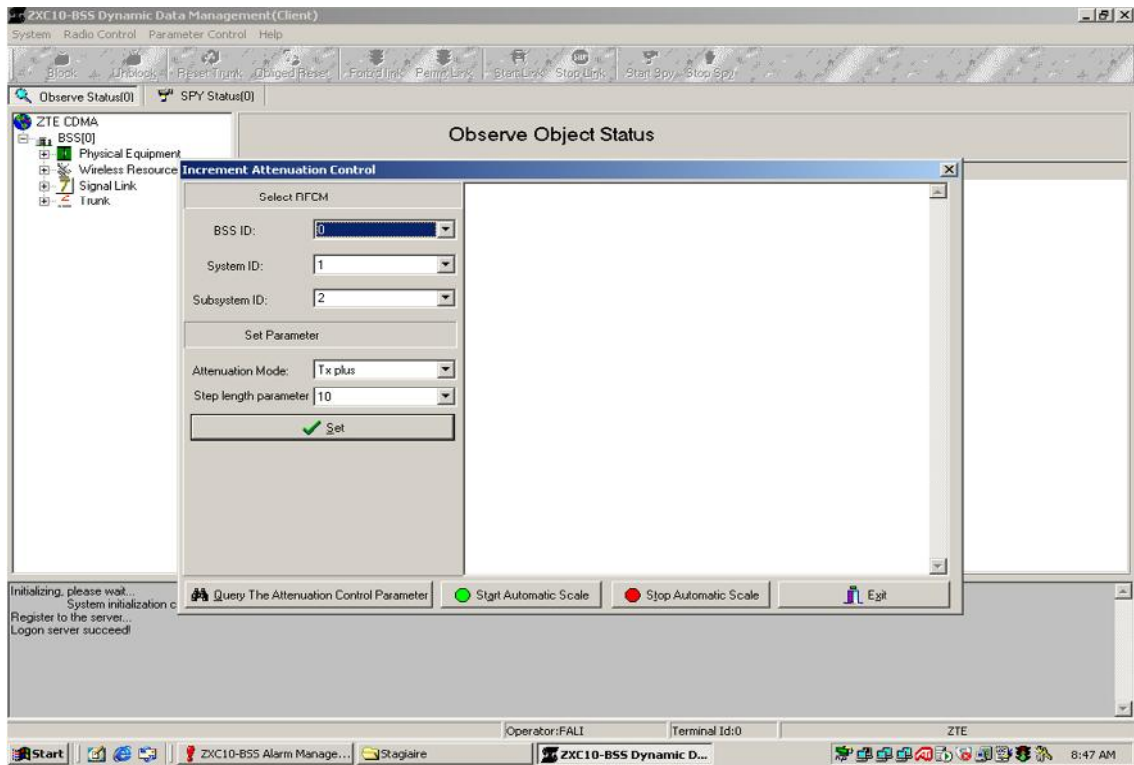 ZXC10-BSS Dynamic Data Management(Client)
System Radio Control Parameter Control Help
Block Unblock Reset Trunk Obliged Reset Forbid link Permit Link Start Link Stop Link Start Spy Stop Spy
Observe Status[0] SPY Status[0]
ZTE CDMA
BSS[0]
Physical Equipment
Wireless Resource
Signal Link
Trunk
Observe Object Status
Increment Attenuation Control
Select RFCM
BSS ID: 0
System ID: 1
Subsystem ID: 2
Set Parameter
Attenuation Mode: Tx plus
Step length parameter 10
Set
Query The Attenuation Control Parameter Start Automatic Scale Stop Automatic Scale Exit
Initializing, please wait...
System initialization c
Register to the server...
Logon server succeed!
Operator:FALI Terminal Id:0 ZTE
Start ZXC10-BSS Alarm Manage... Stagiaire ZXC10-BSS Dynamic D... 8:47 AM